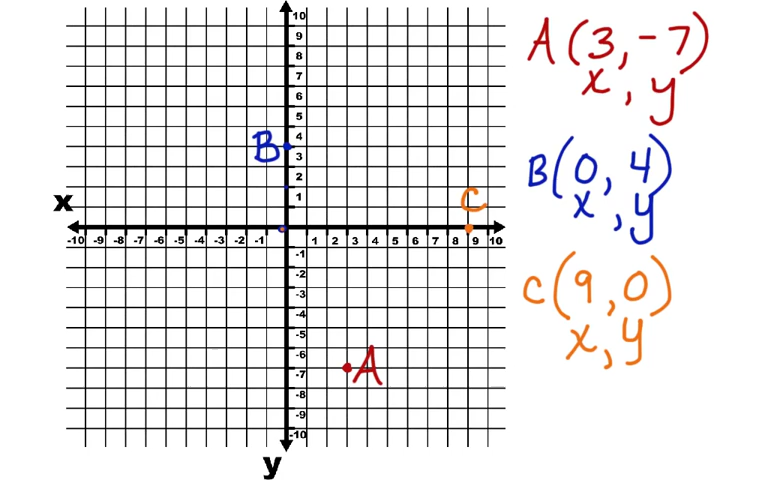 10
9
8
7
6
5
4
3
2
1
B
A(3,-7)
x, y
B(0,4)
x, y
C(9,0)
x, y
C
x
-10 -9 -8 -7 -6 -5 -4 -3 -2 -1 1 2 3 4 5 6 7 8 9 10
-1
-2
-3
-4
-5
-6
-7
-8
-9
-10
A
y